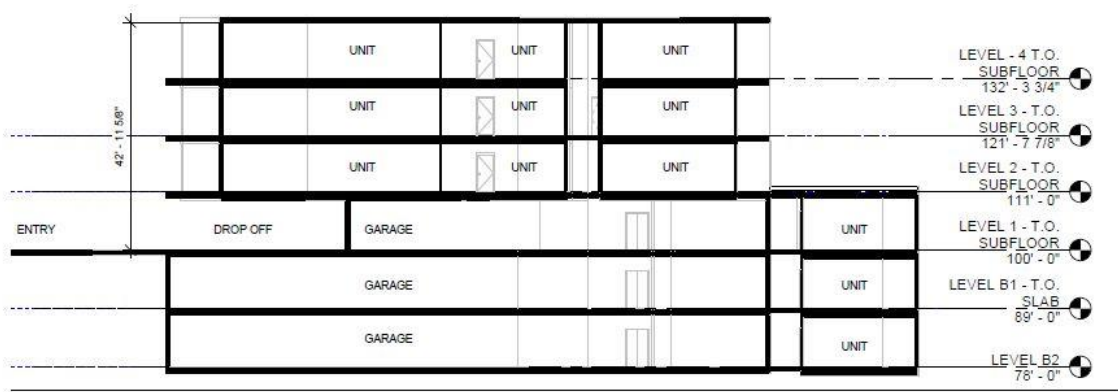 UNIT UNIT UNIT
LEVEL - 4 T.O.
SUBFLOOR
132' - 3 3/4"
UNIT UNIT UNIT
LEVEL 3 - T.O.
SUBFLOOR
121' - 7 7/8"
42' - 11 5/8"
UNIT UNIT UNIT
LEVEL 2 - T.O.
SUBFLOOR
111' - 0"
ENTRY DROP OFF GARAGE UNIT
LEVEL 1 - T.O.
SUBFLOOR
100' - 0"
GARAGE UNIT
LEVEL B1 - T.O.
SLAB
89' - 0"
GARAGE UNIT
LEVEL B2
78' - 0"